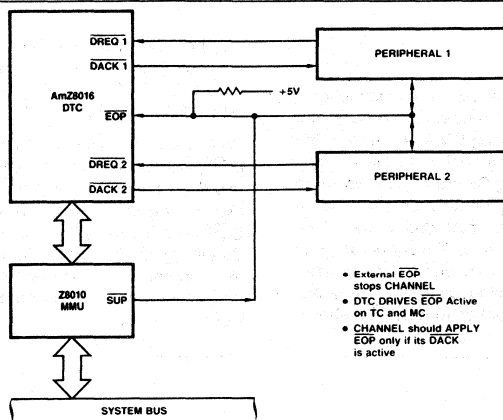 DREQ 1
PERIPHERAL 1
DACK 1
AmZ8016
DTC
+5V
EOP
DREQ 2
PERIPHERAL 2
DACK 2
Z8010
MMU
SUP
• External EOP
stops CHANNEL
• DTC DRIVES EOP Active
on TC and MC
• CHANNEL should APPLY
EOP only if its DACK
is active
SYSTEM BUS